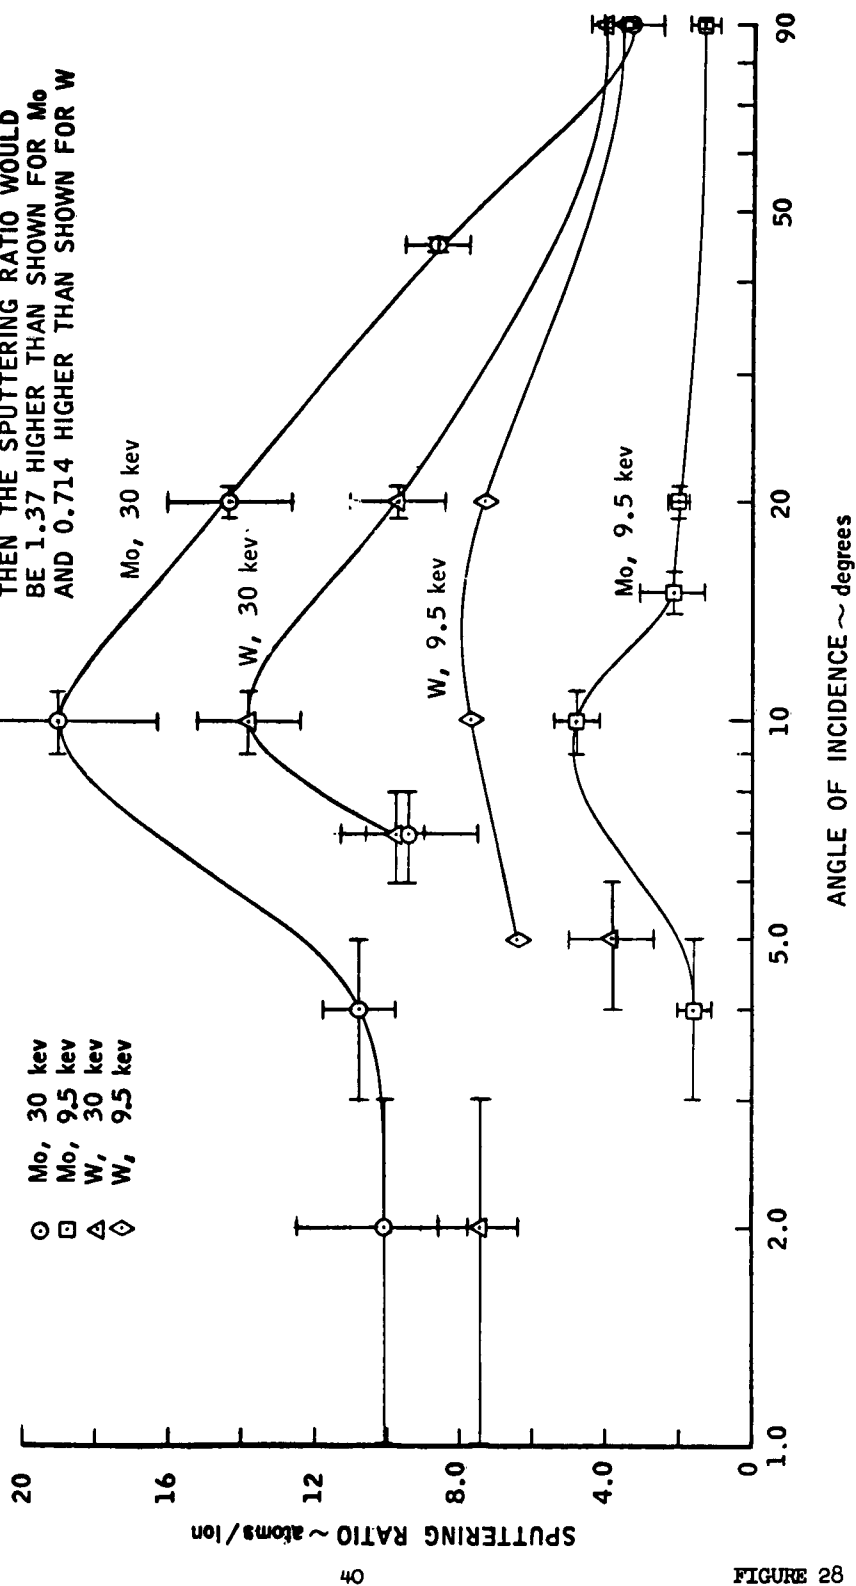 THEN THE SPUTTERING RATIO WOULD
BE 1.37 HIGHER THAN SHOWN FOR Mo
AND 0.714 HIGHER THAN SHOWN FOR W
Mo, 30 kev
Mo, 9.5 kev
W, 30 kev
W, 9.5 kev
Mo, 30 kev
W, 30 kev
W, 9.5 kev
Mo, 9.5 kev
SPUTTERING RATIO ~ atoms/ion
20
16
12
8.0
4.0
0
1.0
2.0
5.0
10
20
50
90
ANGLE OF INCIDENCE ~ degrees
40
FIGURE 28